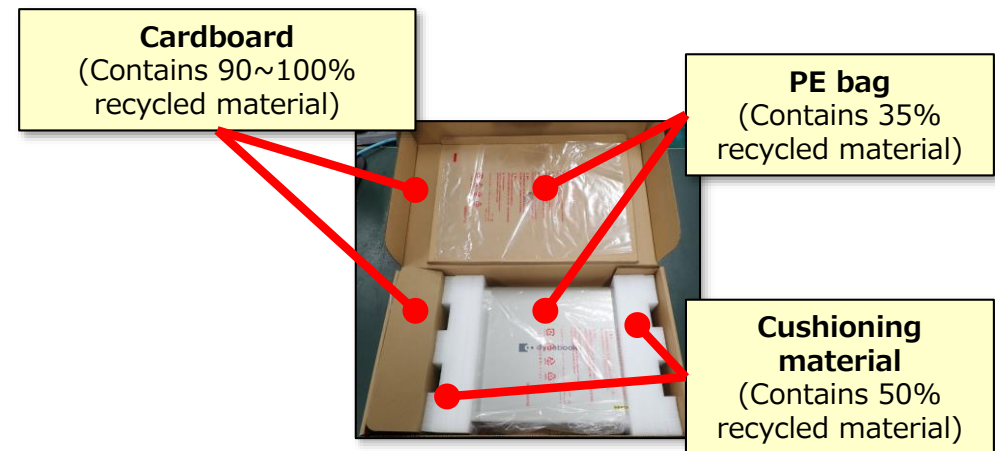 Cardboard
(Contains 90~100%
recycled material)
PE bag
(Contains 35%
recycled material)
dynabook
Cushioning
material
(Contains 50%
recycled material)